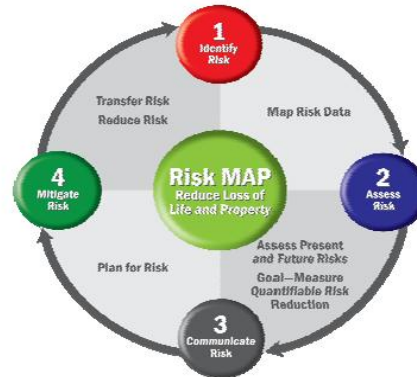 1
Identify
Risk
Transfer Risk
Reduce Risk
Map Risk Data
4
Mitigate
Risk
Risk MAP
Reduce Loss of
Life and Property
2
Assess
Risk
Plan for Risk
Assess Present
and Future Risks
Goal—Measure
Quantifiable Risk
Reduction
3
Communicate
Risk